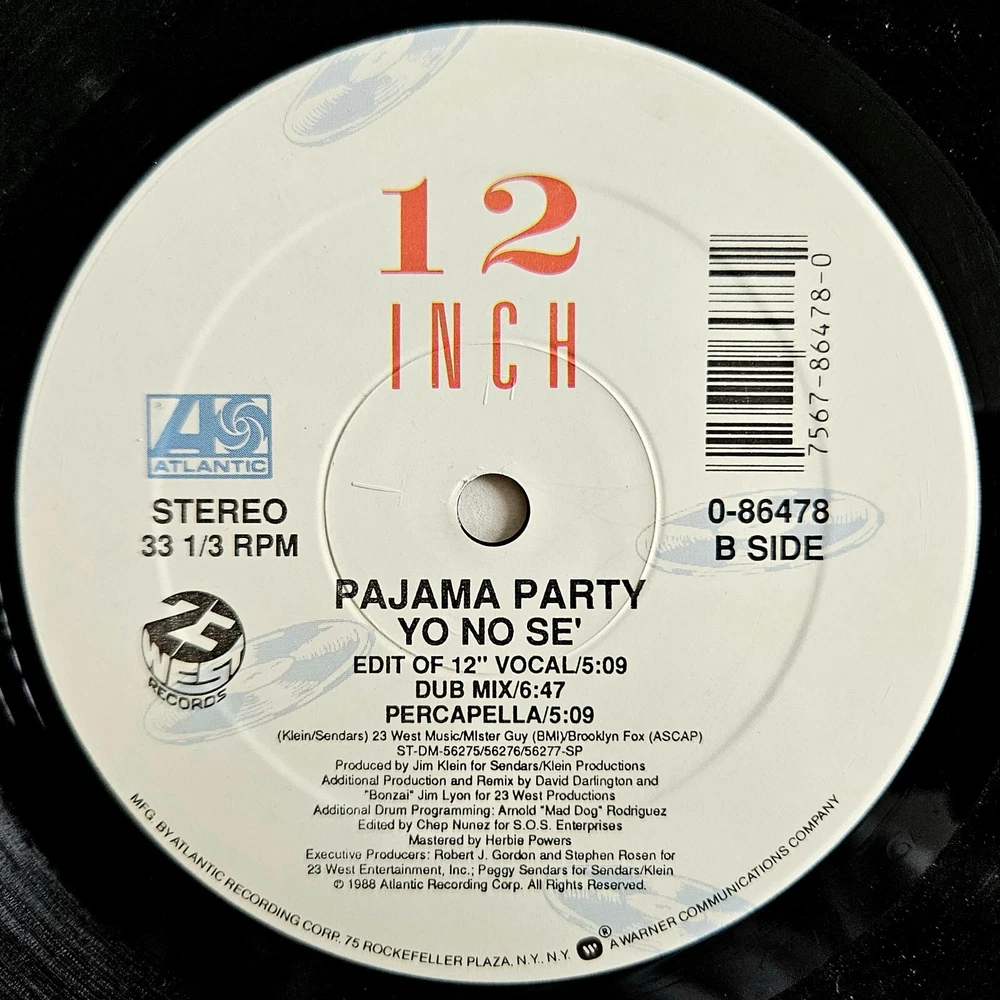 12
INCH
7567-86478-0
ATLANTIC
STEREO
33 1/3 RPM
0-86478
B SIDE
23
WEST
RECORDS
PAJAMA PARTY
YO NO SE'
EDIT OF 12" VOCAL/5:09
DUB MIX/6:47
PERCAPELLA/5:09
(Klein/Sendars) 23 West Music/MIster Guy (BMI)/Brooklyn Fox (ASCAP)
ST-DM-56275/56276/56277-SP
Produced by Jim Klein for Sendars/Klein Productions
Additional Production and Remix by David Darlington and
"Bonzai" Jim Lyon for 23 West Productions
Additional Drum Programming: Arnold "Mad Dog" Rodriguez
Edited by Chep Nunez for S.O.S. Enterprises
Mastered by Herbie Powers
Executive Producers: Robert J. Gordon and Stephen Rosen for
23 West Entertainment, Inc.; Peggy Sendars for Sendars/Klein
℗ 1988 Atlantic Recording Corp. All Rights Reserved.
MFG. BY ATLANTIC RECORDING CORP. 75 ROCKEFELLER PLAZA, N.Y., N.Y. ® A WARNER COMMUNICATIONS COMPANY